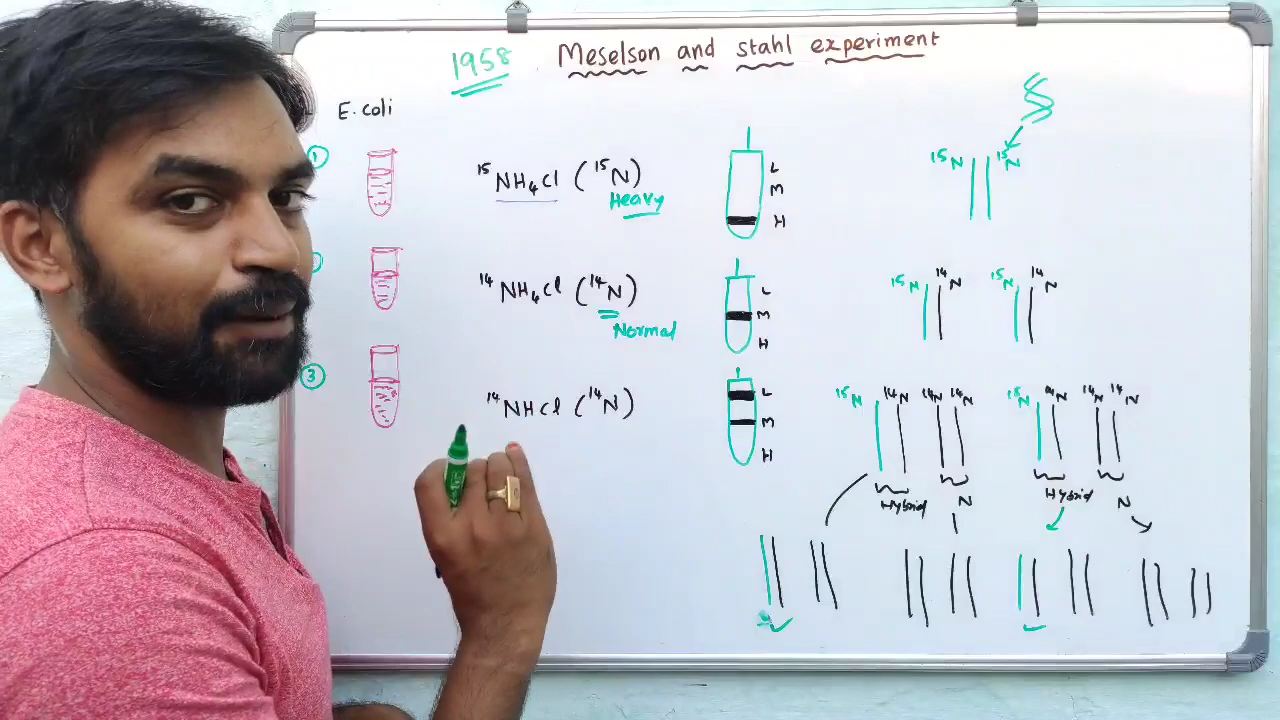 1958 Meselson and stahl experiment
E. coli
①
¹⁵NH₄Cl (¹⁵N)
Heavy
L
M
H
¹⁵N ¹⁵N
¹⁴NH₄Cl (¹⁴N)
Normal
L
M
H
¹⁵N ¹⁴N ¹⁵N ¹⁴N
③
¹⁴NHCl (¹⁴N)
L
M
H
¹⁵N ¹⁴N ¹⁴N ¹⁴N ¹⁵N ¹⁴N ¹⁴N ¹⁴N
Hybrid N Hybrid N